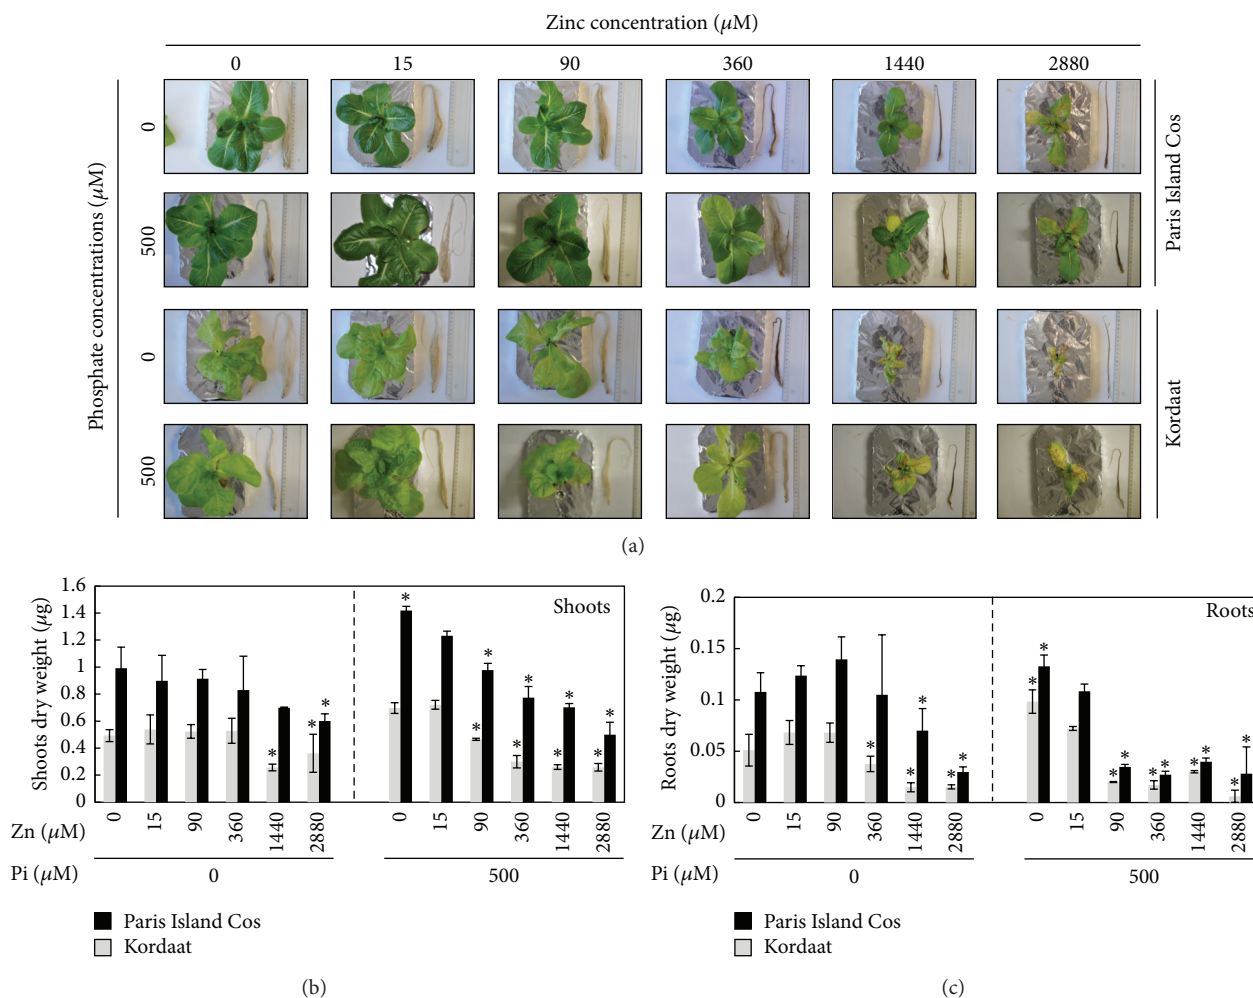 Zinc concentration (μM)
0 15 90 360 1440 2880
Phosphate concentrations (μM)
0
500
0
500
Paris Island Cos
Kordaat
(a)
Shoots dry weight (μg)
1.6
1.4
1.2
1
0.8
0.6
0.4
0.2
0
Shoots
* * * * * * * * * * * *
Zn (μM) 0 15 90 360 1440 2880 0 15 90 360 1440 2880
Pi (μM) 0 500
Paris Island Cos
Kordaat
(b)
Roots dry weight (μg)
0.2
0.15
0.1
0.05
0
Roots
* * * * * * * * * * * * * * *
Zn (μM) 0 15 90 360 1440 2880 0 15 90 360 1440 2880
Pi (μM) 0 500
Paris Island Cos
Kordaat
(c)